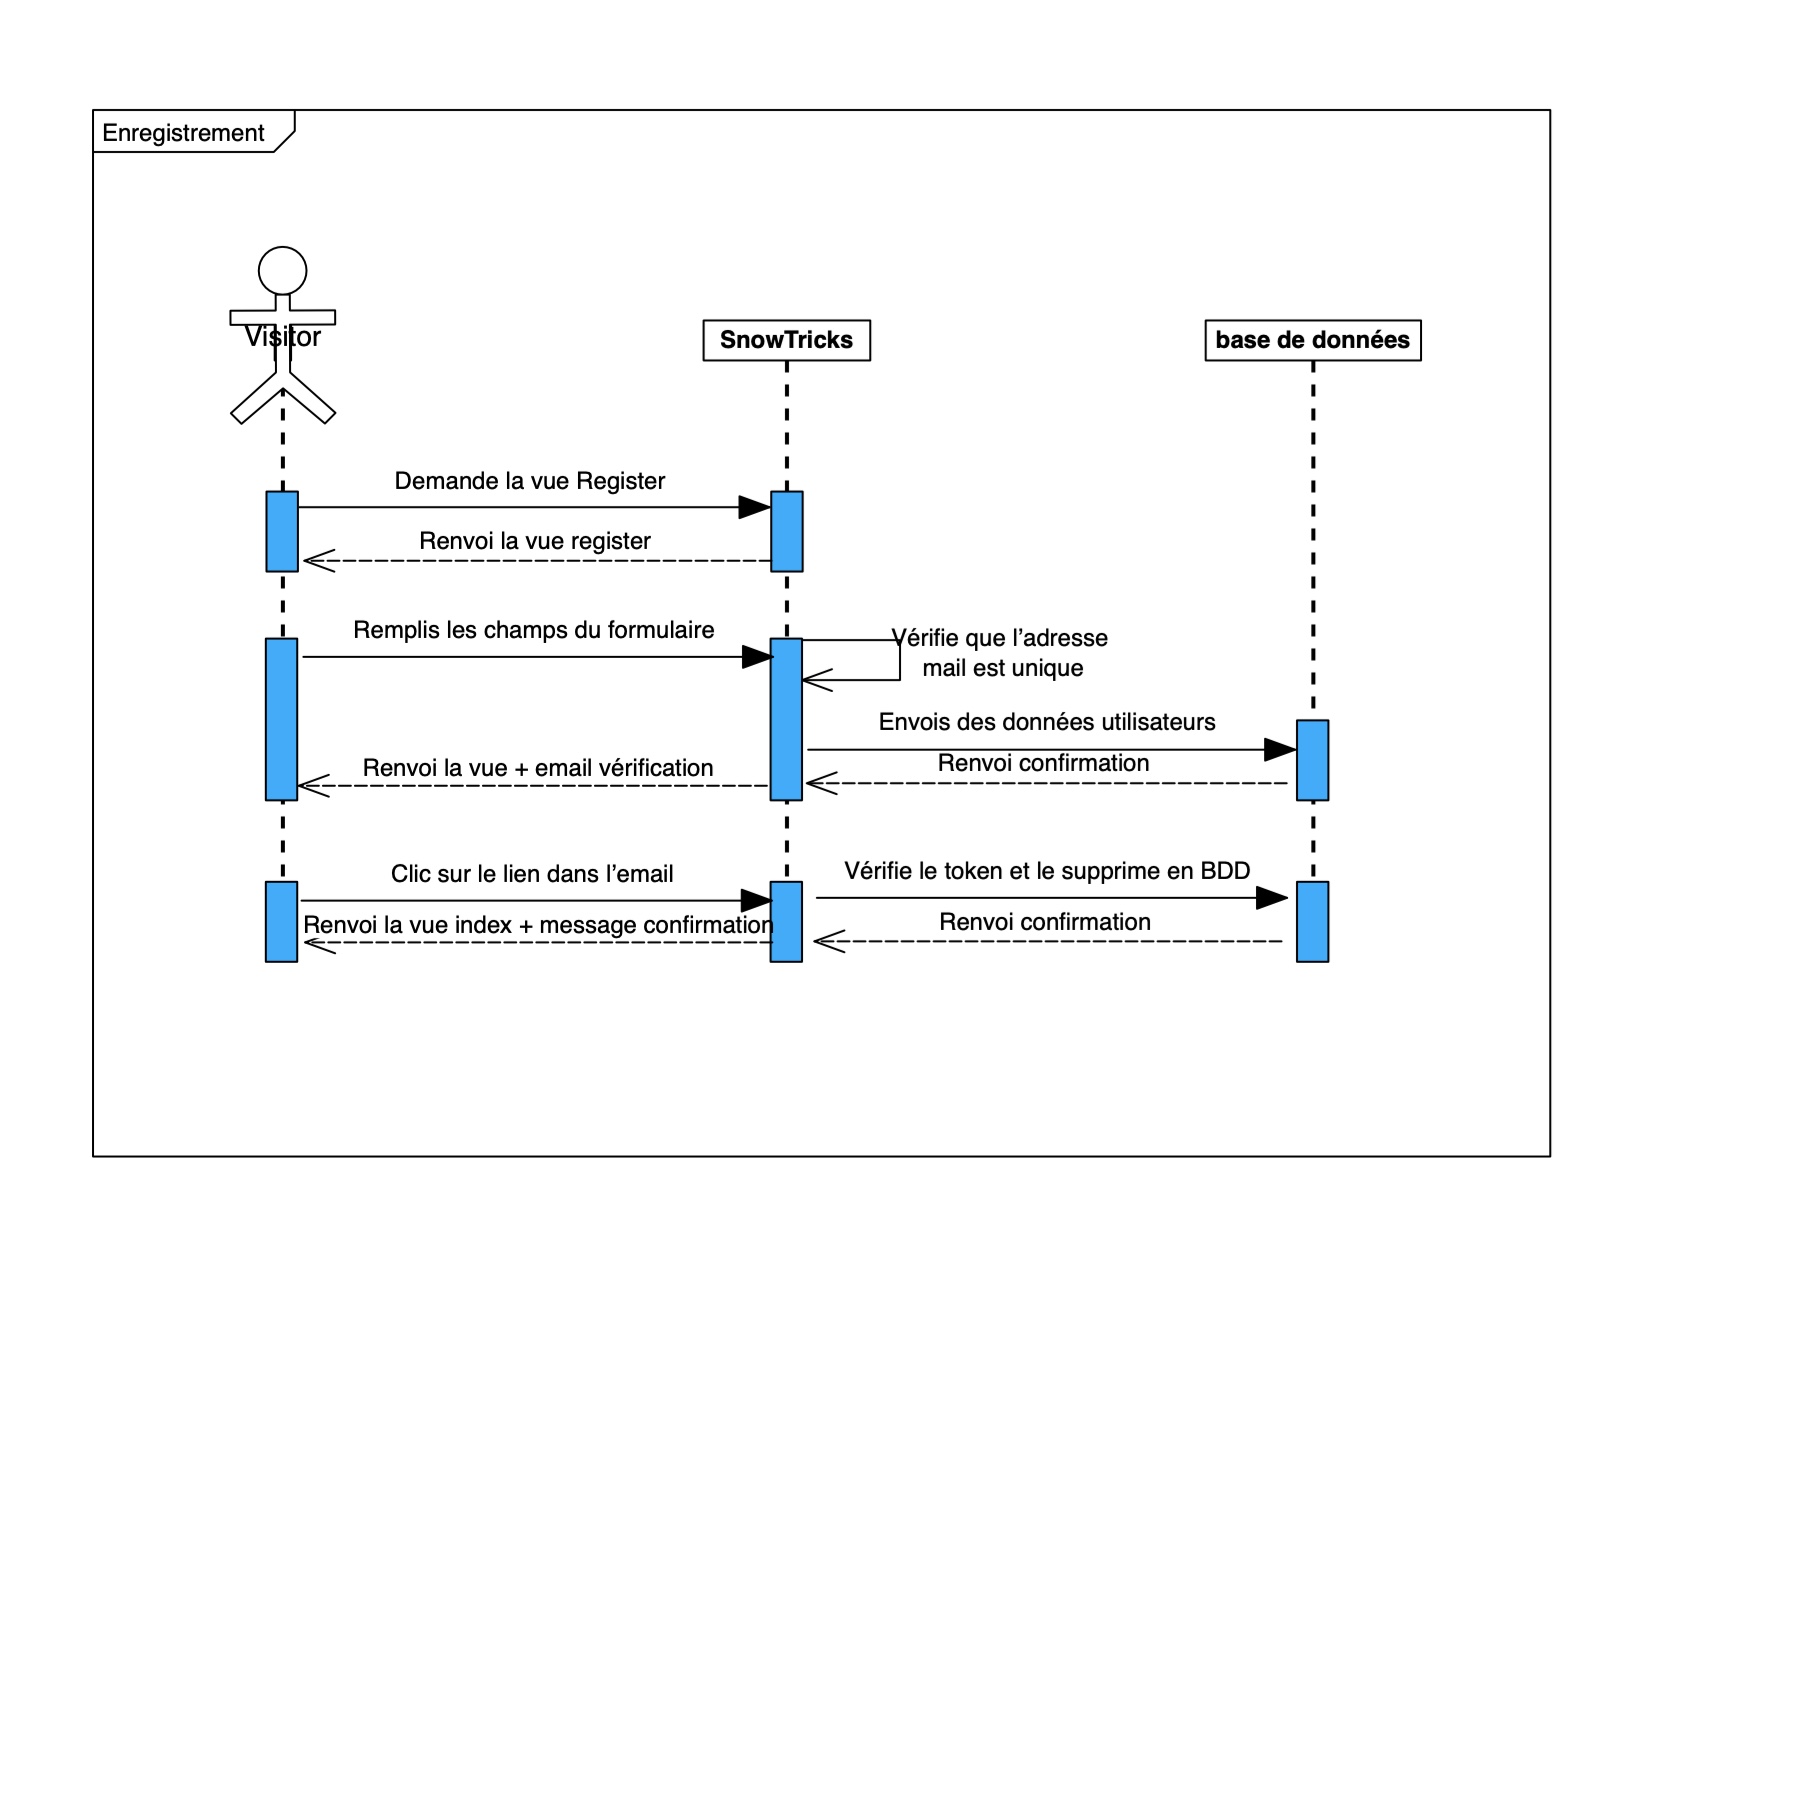 Enregistrement
Visitor
SnowTricks
base de données
Demande la vue Register
Renvoi la vue register
Remplis les champs du formulaire
Vérifie que l’adresse
mail est unique
Envois des données utilisateurs
Renvoi confirmation
Renvoi la vue + email vérification
Clic sur le lien dans l’email
Vérifie le token et le supprime en BDD
Renvoi la vue index + message confirmation
Renvoi confirmation